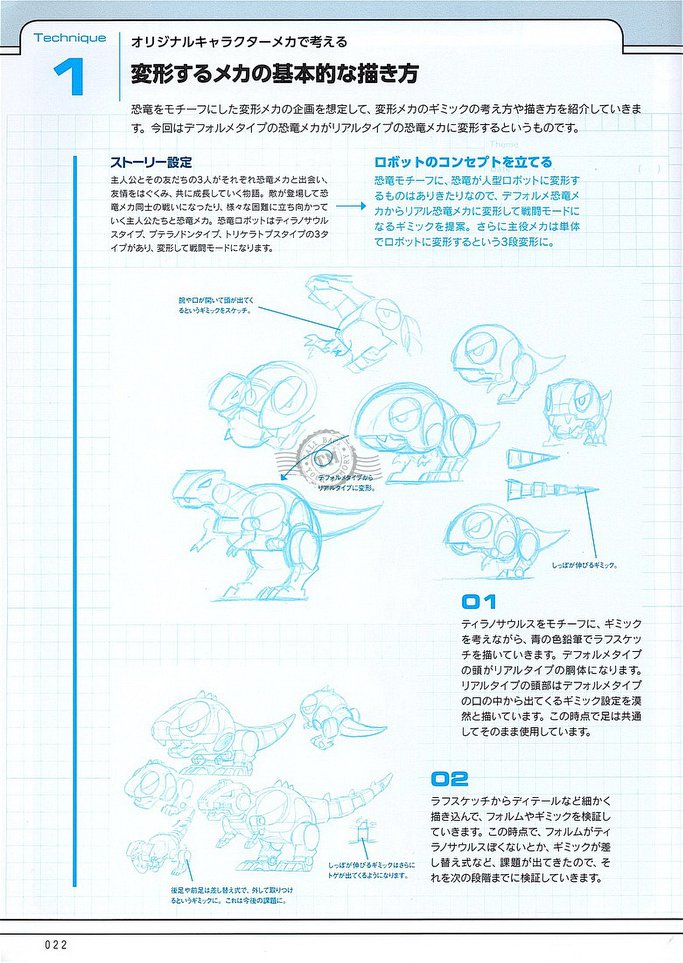 Technique
1
オリジナルキャラクターメカで考える
変形するメカの基本的な描き方
恐竜をモチーフにした変形メカの企画を想定して、変形メカのギミックの考え方や描き方を紹介していきま
す。今回はデフォルメタイプの恐竜メカがリアルタイプの恐竜メカに変形するというものです。
ストーリー設定
主人公とその友だちの3人がそれぞれ恐竜メカと出会い、
友情をはぐくみ、共に成長していく物語。敵が登場して恐
竜メカ同士の戦いになったり、様々な困難に立ち向かって
いく主人公たちと恐竜メカ。恐竜ロボットはティラノサウル
スタイプ、プテラノドンタイプ、トリケラトプスタイプの3タ
イプがあり、変形して戦闘モードになります。
ロボットのコンセプトを立てる
恐竜モチーフに、恐竜が人型ロボットに変形す
るものはありきたりなので、デフォルメ恐竜メ
カからリアル恐竜メカに変形して戦闘モードに
なるギミックを提案。さらに主役メカは単体
でロボットに変形するという3段変形に。
腕や口が開いて頭が出てく
るというギミックをスケッチ。
デフォルメタイプから
リアルタイプに変形。
しっぽが伸びるギミック。
01
ティラノサウルスをモチーフに、ギミック
を考えながら、青の色鉛筆でラフスケッ
チを描いていきます。デフォルメタイプ
の頭がリアルタイプの胴体になります。
リアルタイプの頭部はデフォルメタイプ
の口の中から出てくるギミック設定を漠
然と描いています。この時点で足は共通
してそのまま使用しています。
02
ラフスケッチからディテールなど細かく
描き込んで、フォルムやギミックを検証し
ていきます。この時点で、フォルムがティ
ラノサウルスぽくないとか、ギミックが差
し替え式など、課題が出てきたので、そ
れを次の段階までに検証していきます。
しっぽが伸びるギミックはさらに
トゲが出てくるようになります。
後足や前足は差し替え式で、外して取りつけ
るというギミックに。これは今後の課題に。
022